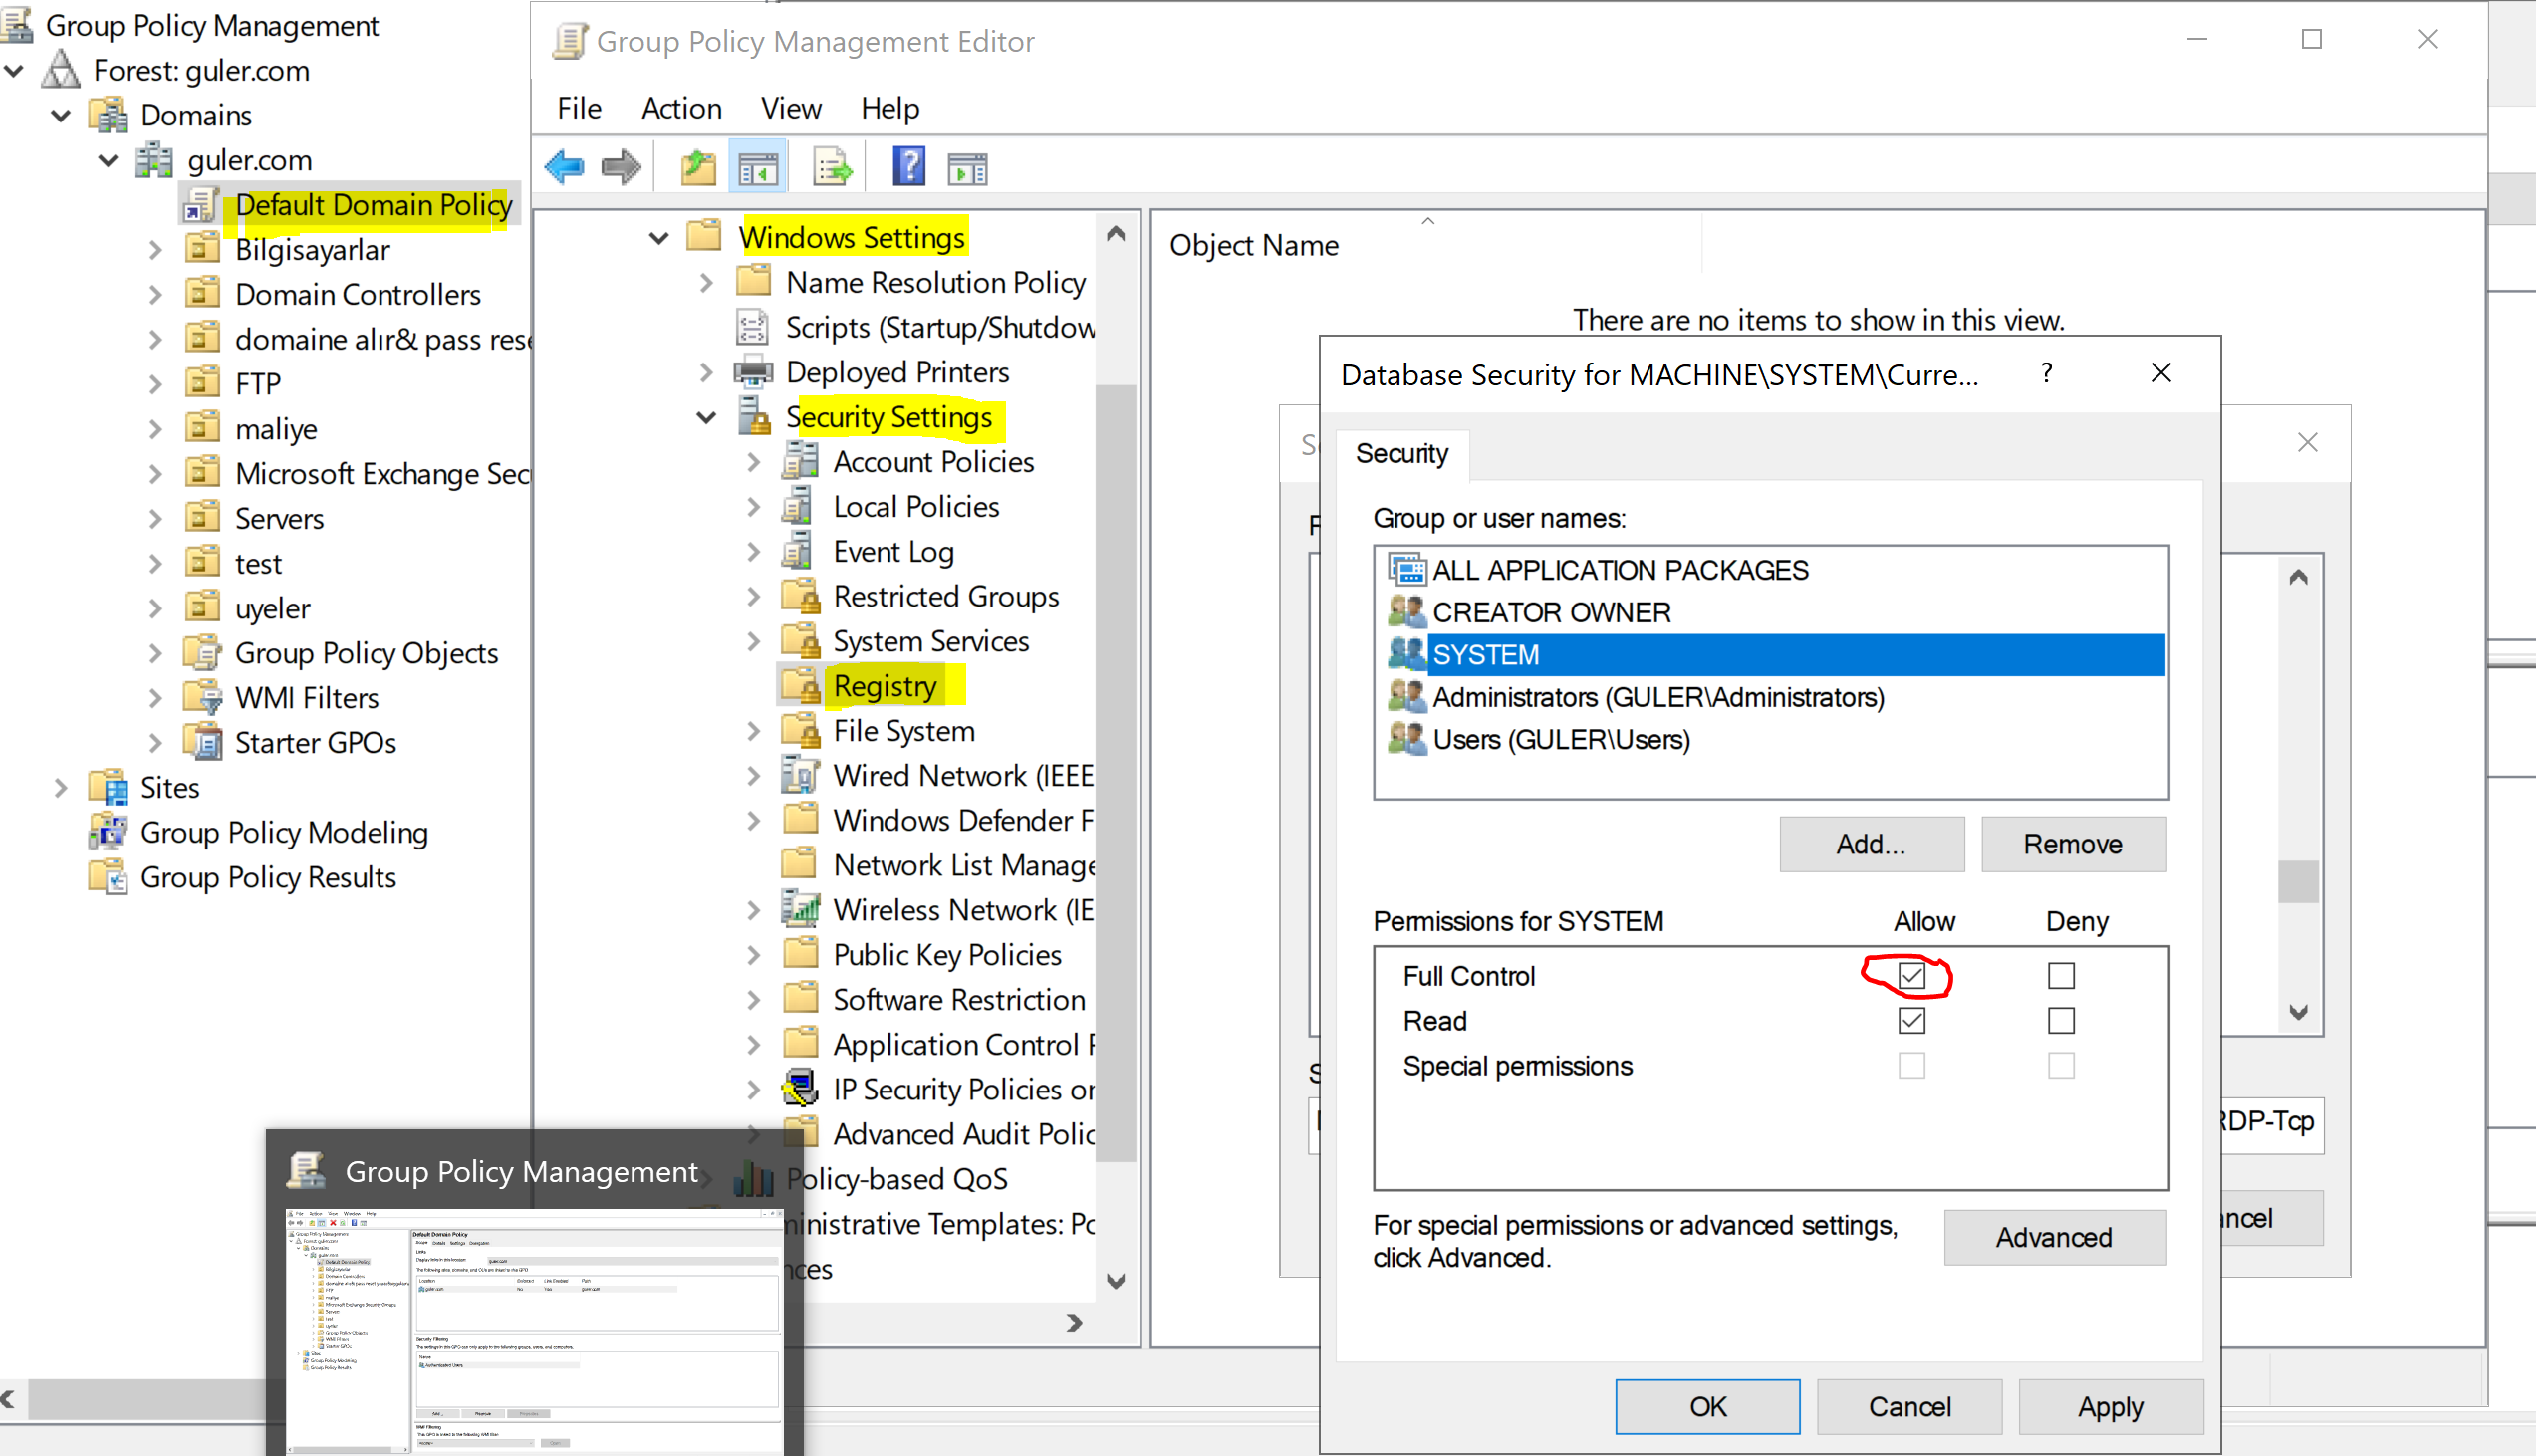 Group Policy Management
Forest: guler.com
Domains
guler.com
Default Domain Policy
Bilgisayarlar
Domain Controllers
domaine alır& pass rese
FTP
maliye
Microsoft Exchange Sec
Servers
test
uyeler
Group Policy Objects
WMI Filters
Starter GPOs
Sites
Group Policy Modeling
Group Policy Results
Group Policy Management Editor
File Action View Help
Windows Settings
Name Resolution Policy
Scripts (Startup/Shutdow
Deployed Printers
Security Settings
Account Policies
Local Policies
Event Log
Restricted Groups
System Services
Registry
File System
Wired Network (IEEE
Windows Defender F
Network List Manage
Wireless Network (IE
Public Key Policies
Software Restriction
Application Control P
IP Security Policies on
Advanced Audit Polic
Policy-based QoS
ministrative Templates: Po
nces
Object Name
There are no items to show in this view.
Database Security for MACHINE\SYSTEM\Curre... ?
Security
Group or user names:
ALL APPLICATION PACKAGES
CREATOR OWNER
SYSTEM
Administrators (GULER\Administrators)
Users (GULER\Users)
Add... Remove
Permissions for SYSTEM Allow Deny
Full Control
Read
Special permissions
For special permissions or advanced settings,
click Advanced.
Advanced
OK Cancel Apply
RDP-Tcp
ncel
Group Policy Management
Default Domain Policy